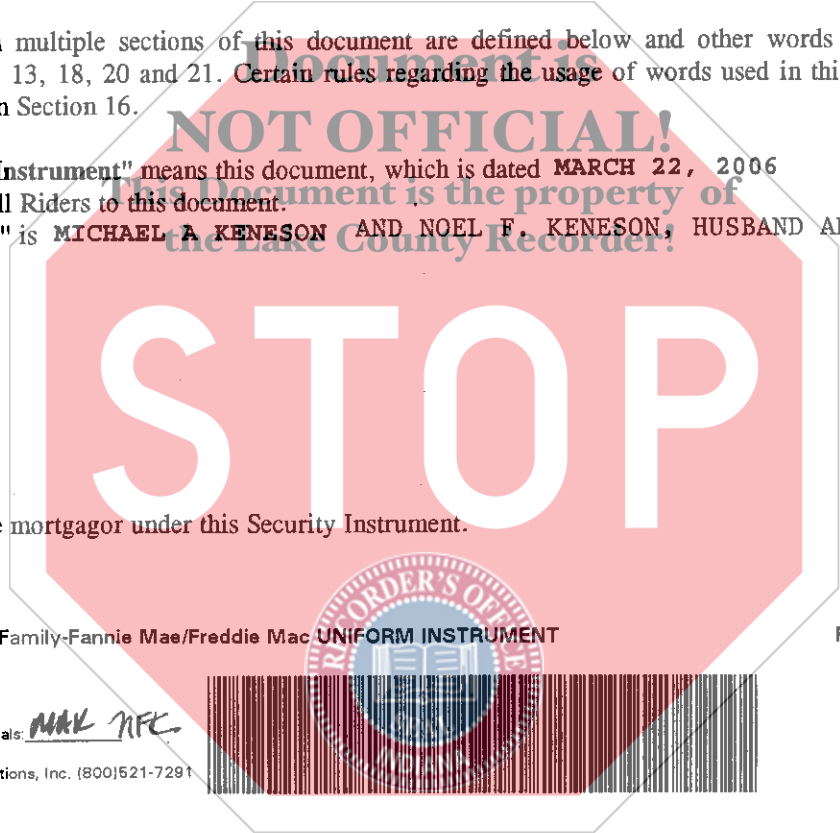 multiple sections of this document are defined below and other words
Document is
13, 18, 20 and 21. Certain rules regarding the usage of words used in thi
n Section 16.
NOT OFFICIAL!
Instrument" means this document, which is dated MARCH 22, 2006
This Document is the property of
ll Riders to this document.
" is MICHAEL A KENESON AND NOEL F. KENESON, HUSBAND A
the Lake County Recorder!
STOP
mortgagor under this Security Instrument.
RECORDER'S OFFICE
Family-Fannie Mae/Freddie Mac UNIFORM INSTRUMENT
SEAL
als: MAK NFK
INDIANA
tions, Inc. (800)521-7291